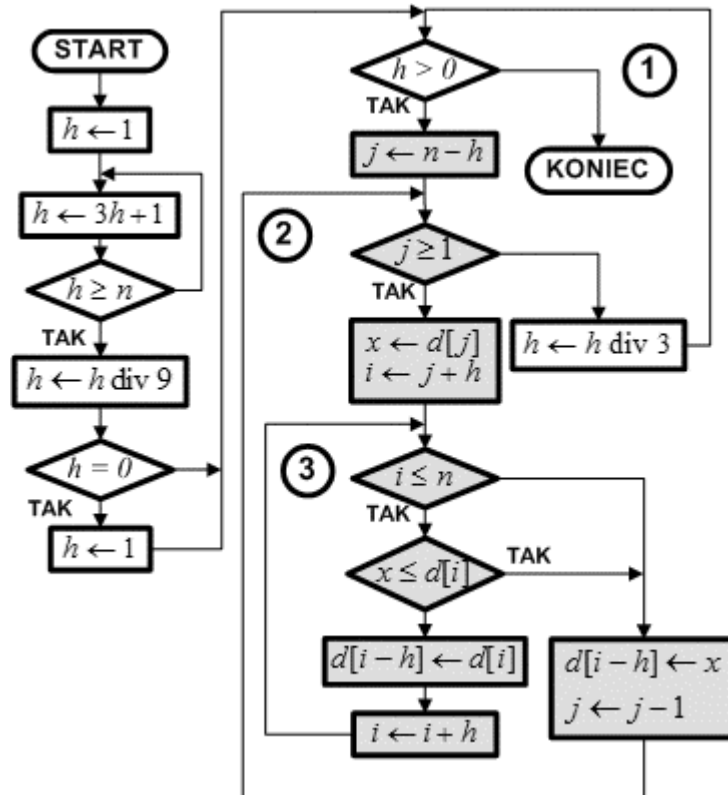 START
h ← 1
h ← 3h + 1
h ≥ n
TAK
h ← h div 9
h = 0
TAK
h ← 1
1
h > 0
TAK
KONIEC
j ← n − h
2
j ≥ 1
TAK
h ← h div 3
x ← d[j]
i ← j + h
3
i ≤ n
TAK
x ≤ d[i]
TAK
d[i − h] ← d[i]
i ← i + h
d[i − h] ← x
j ← j − 1